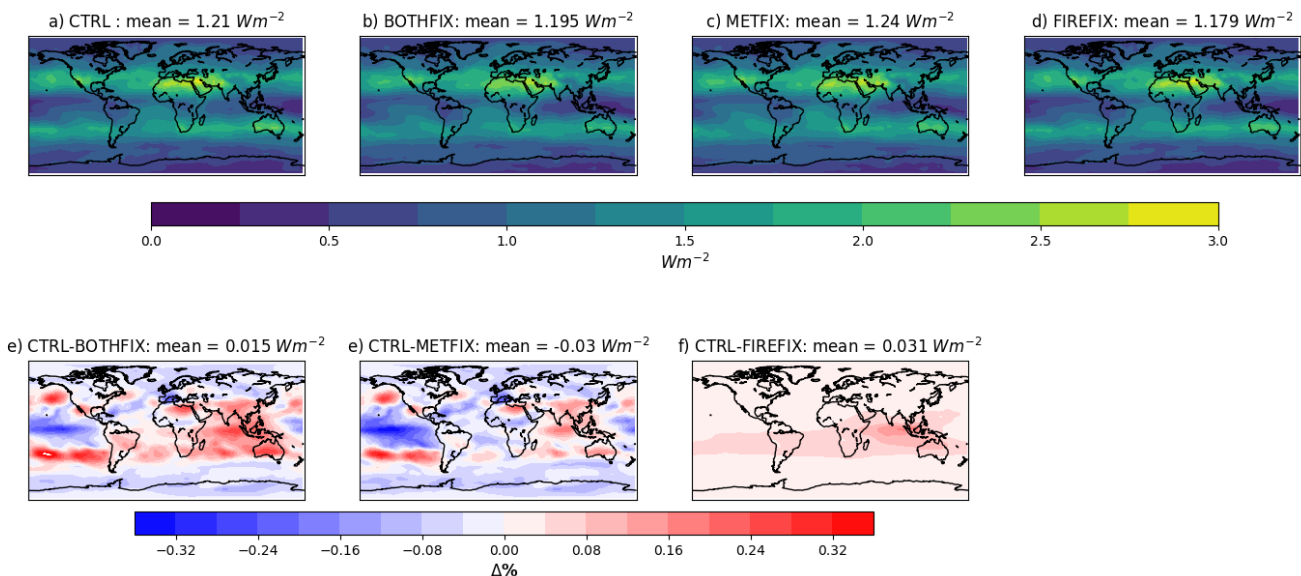 a) CTRL : mean = 1.21 Wm⁻²
b) BOTHFIX: mean = 1.195 Wm⁻²
c) METFIX: mean = 1.24 Wm⁻²
d) FIREFIX: mean = 1.179 Wm⁻²
0.0 0.5 1.0 1.5 2.0 2.5 3.0
Wm⁻²
e) CTRL-BOTHFIX: mean = 0.015 Wm⁻²
e) CTRL-METFIX: mean = -0.03 Wm⁻²
f) CTRL-FIREFIX: mean = 0.031 Wm⁻²
−0.32 −0.24 −0.16 −0.08 0.00 0.08 0.16 0.24 0.32
Δ%